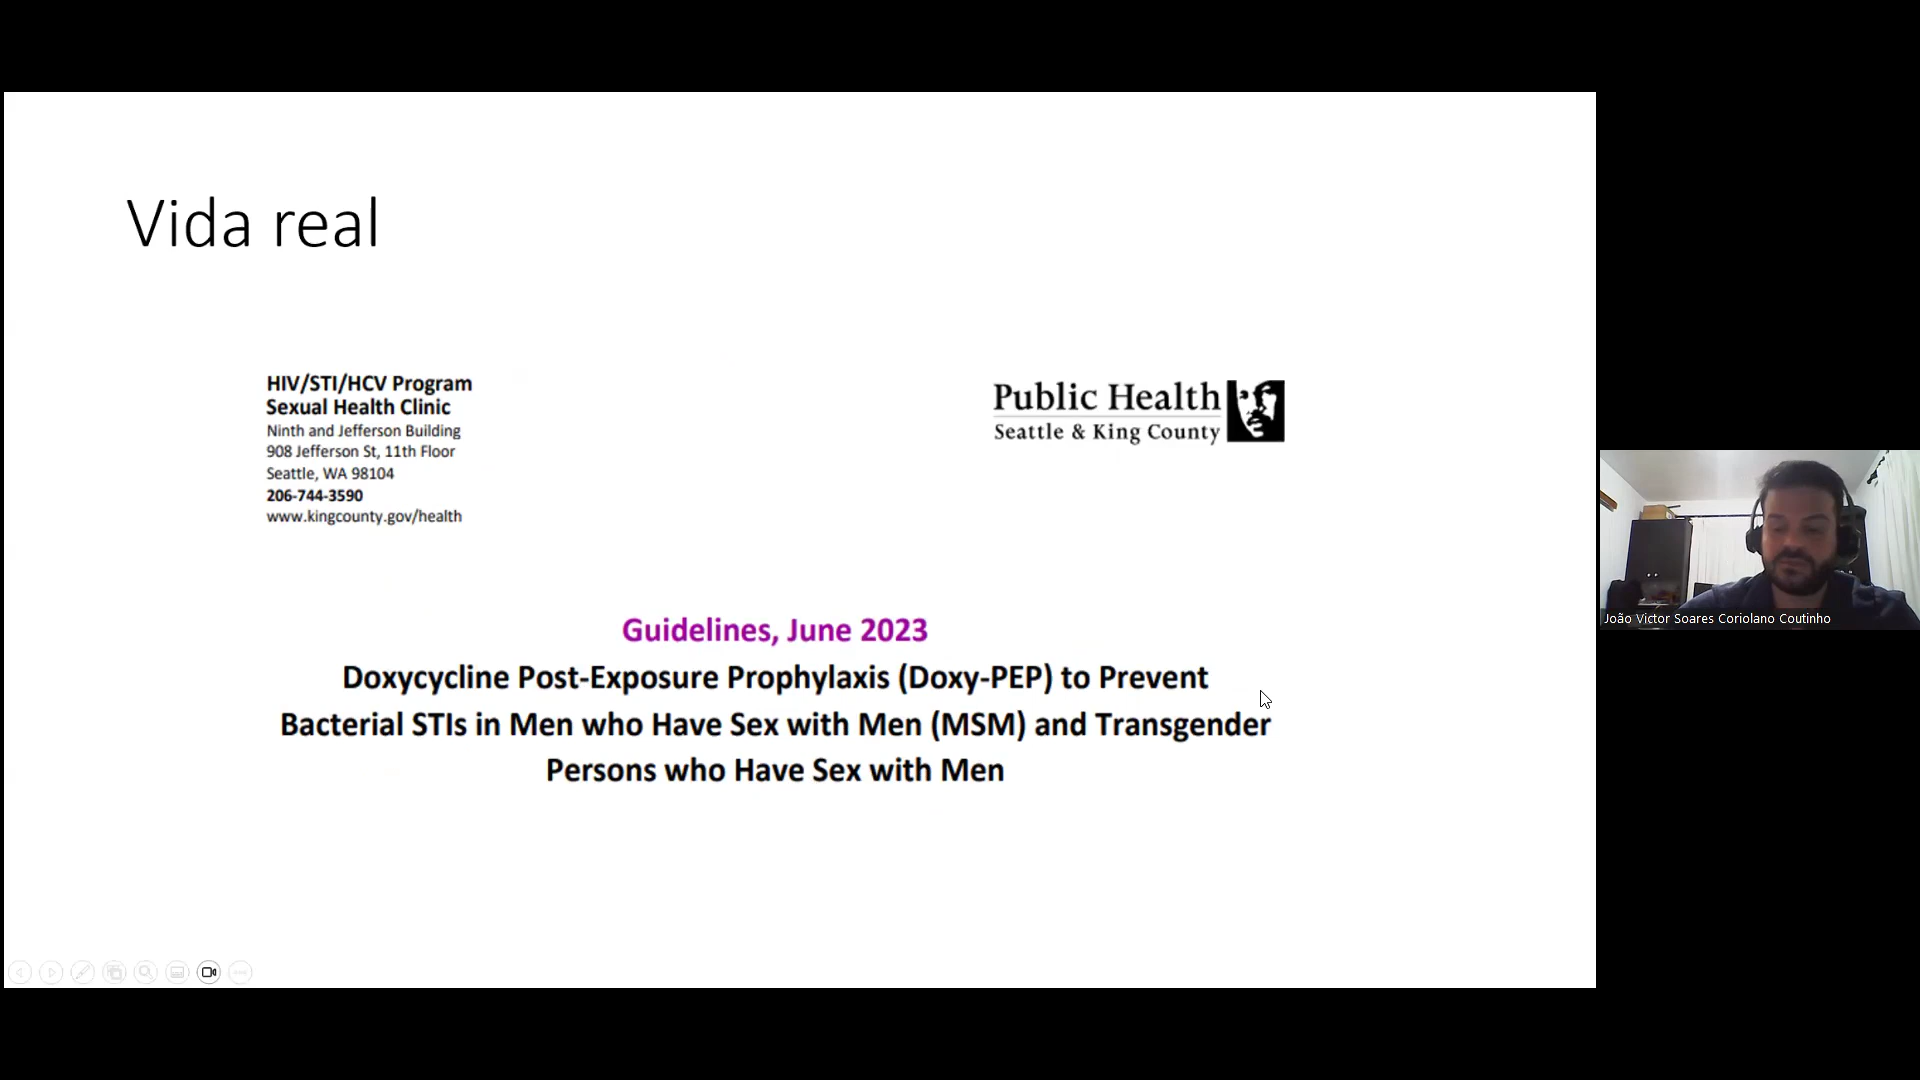 Vida real
HIV/STI/HCV Program
Sexual Health Clinic
Ninth and Jefferson Building
908 Jefferson St, 11th Floor
Seattle, WA 98104
206-744-3590
www.kingcounty.gov/health
Public Health
Seattle & King County
Guidelines, June 2023
Doxycycline Post-Exposure Prophylaxis (Doxy-PEP) to Prevent
Bacterial STIs in Men who Have Sex with Men (MSM) and Transgender
Persons who Have Sex with Men
João Victor Soares Coriolano Coutinho